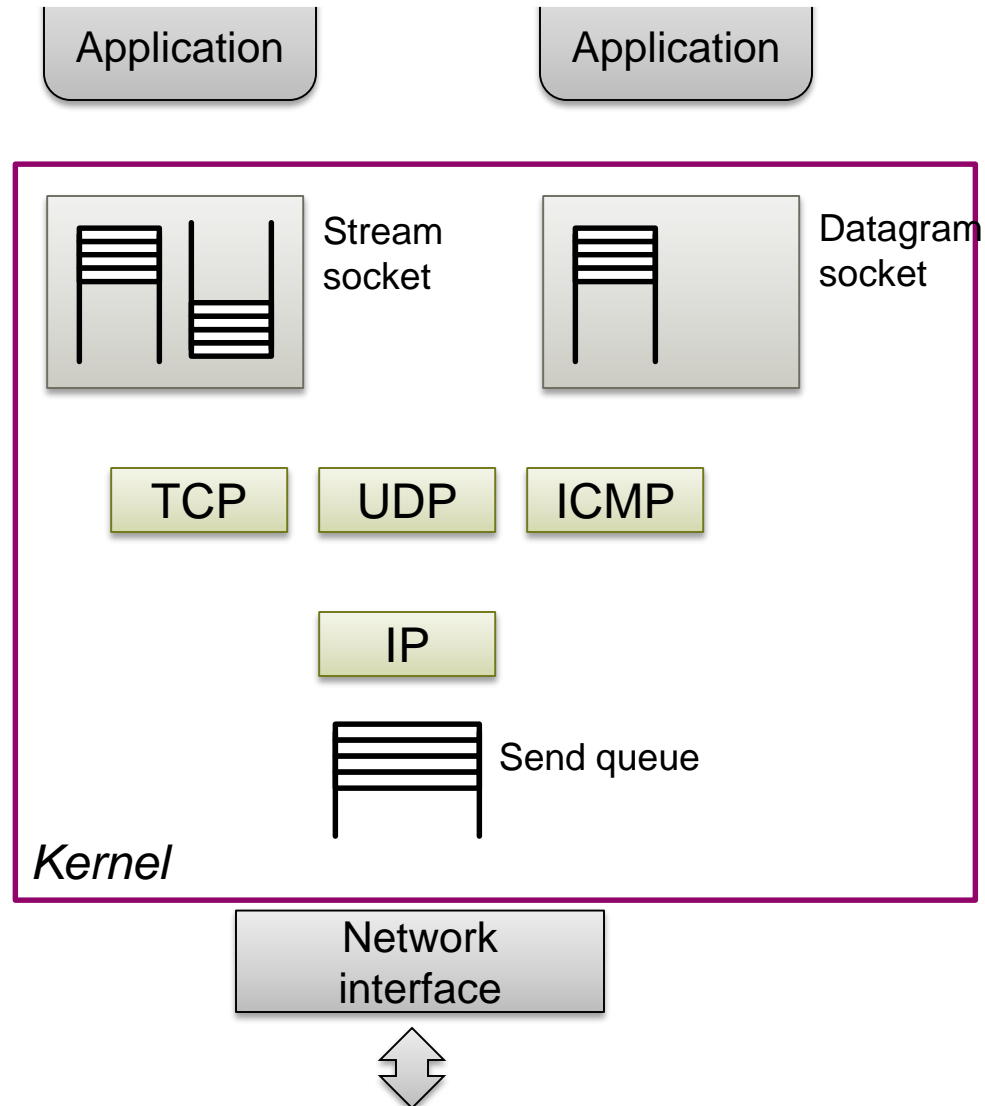 Application
Application
Stream
socket
Datagram
socket
TCP
UDP
ICMP
IP
Send queue
Kernel
Network
interface